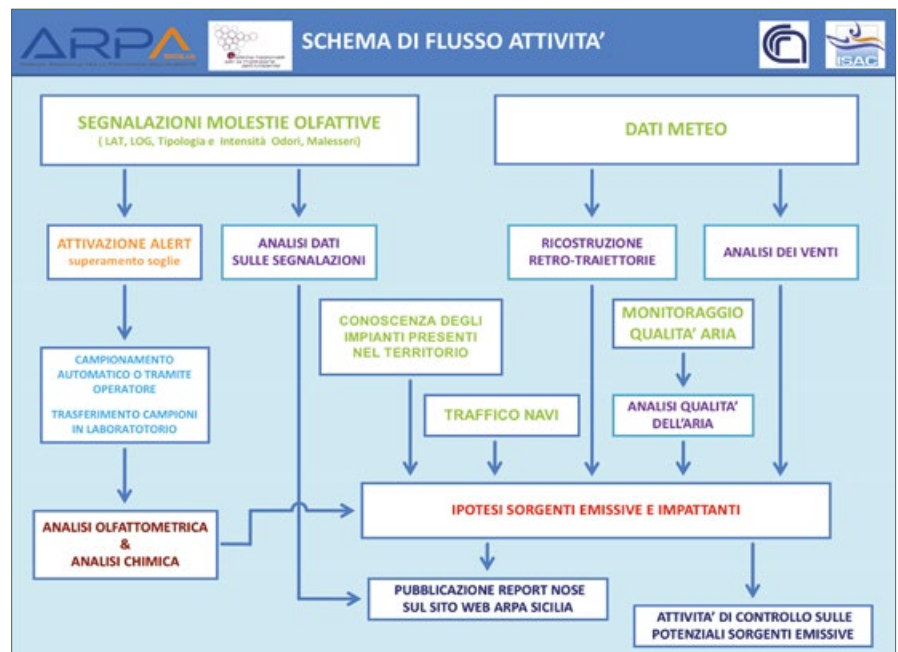 ARPA
SICILIA
SCHEMA DI FLUSSO ATTIVITA'
ISAC
SEGNALAZIONI MOLESTIE OLFATTIVE
( LAT, LOG, Tipologia e Intensità Odori, Malesseri)
DATI METEO
ATTIVAZIONE ALERT
superamento soglie
ANALISI DATI
SULLE SEGNALAZIONI
RICOSTRUZIONE
RETRO-TRAIETTORIE
ANALISI DEI VENTI
CONOSCENZA DEGLI
IMPIANTI PRESENTI
NEL TERRITORIO
MONITORAGGIO
QUALITA' ARIA
CAMPIONAMENTO
AUTOMATICO O TRAMITE
OPERATORE
TRASFERIMENTO CAMPIONI
IN LABORATOTORIO
TRAFFICO NAVI
ANALISI QUALITA'
DELL'ARIA
ANALISI OLFATTOMETRICA
&
ANALISI CHIMICA
IPOTESI SORGENTI EMISSIVE E IMPATTANTI
PUBBLICAZIONE REPORT NOSE
SUL SITO WEB ARPA SICILIA
ATTIVITA' DI CONTROLLO SULLE
POTENZIALI SORGENTI EMISSIVE